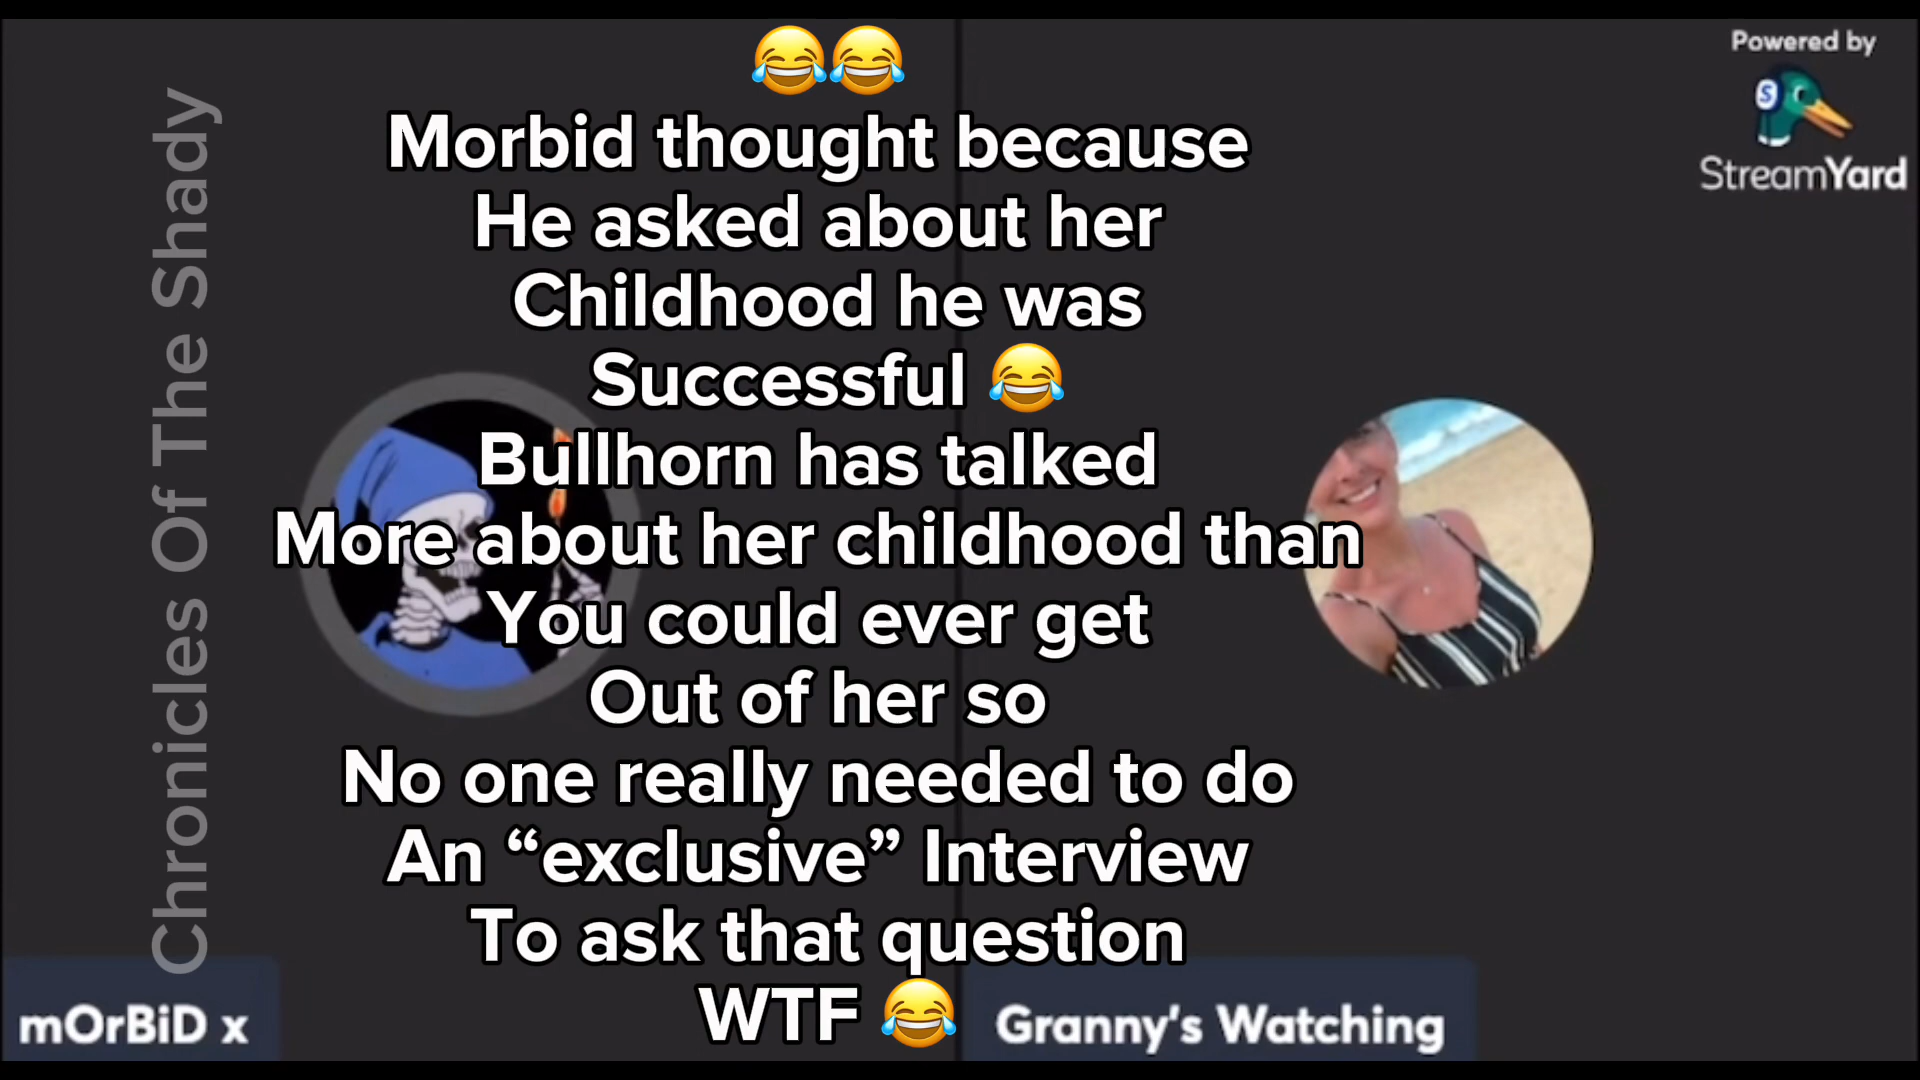 😂😂
Morbid thought because
He asked about her
Childhood he was
Successful 😂
Bullhorn has talked
More about her childhood than
You could ever get
Out of her so
No one really needed to do
An “exclusive” Interview
To ask that question
WTF 😂
Chronicles Of The Shady
Powered by
S
StreamYard
mOrBiD x
Granny’s Watching